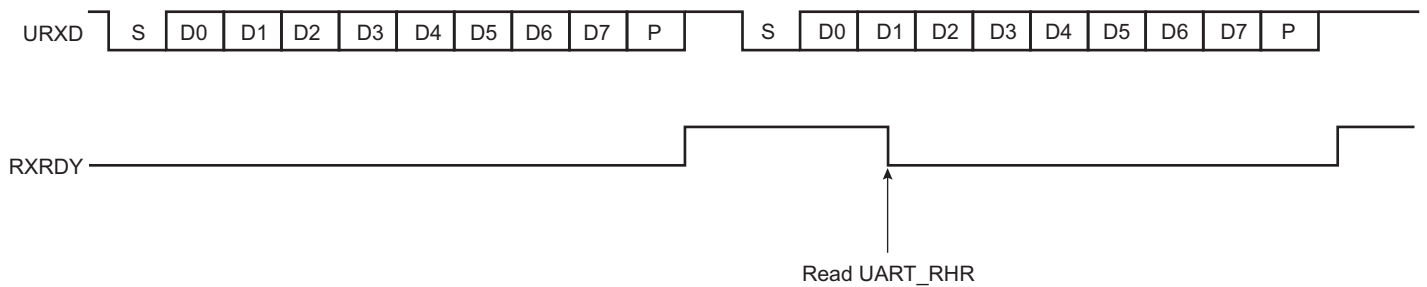 URXD S D0 D1 D2 D3 D4 D5 D6 D7 P S D0 D1 D2 D3 D4 D5 D6 D7 P
RXRDY
Read UART_RHR